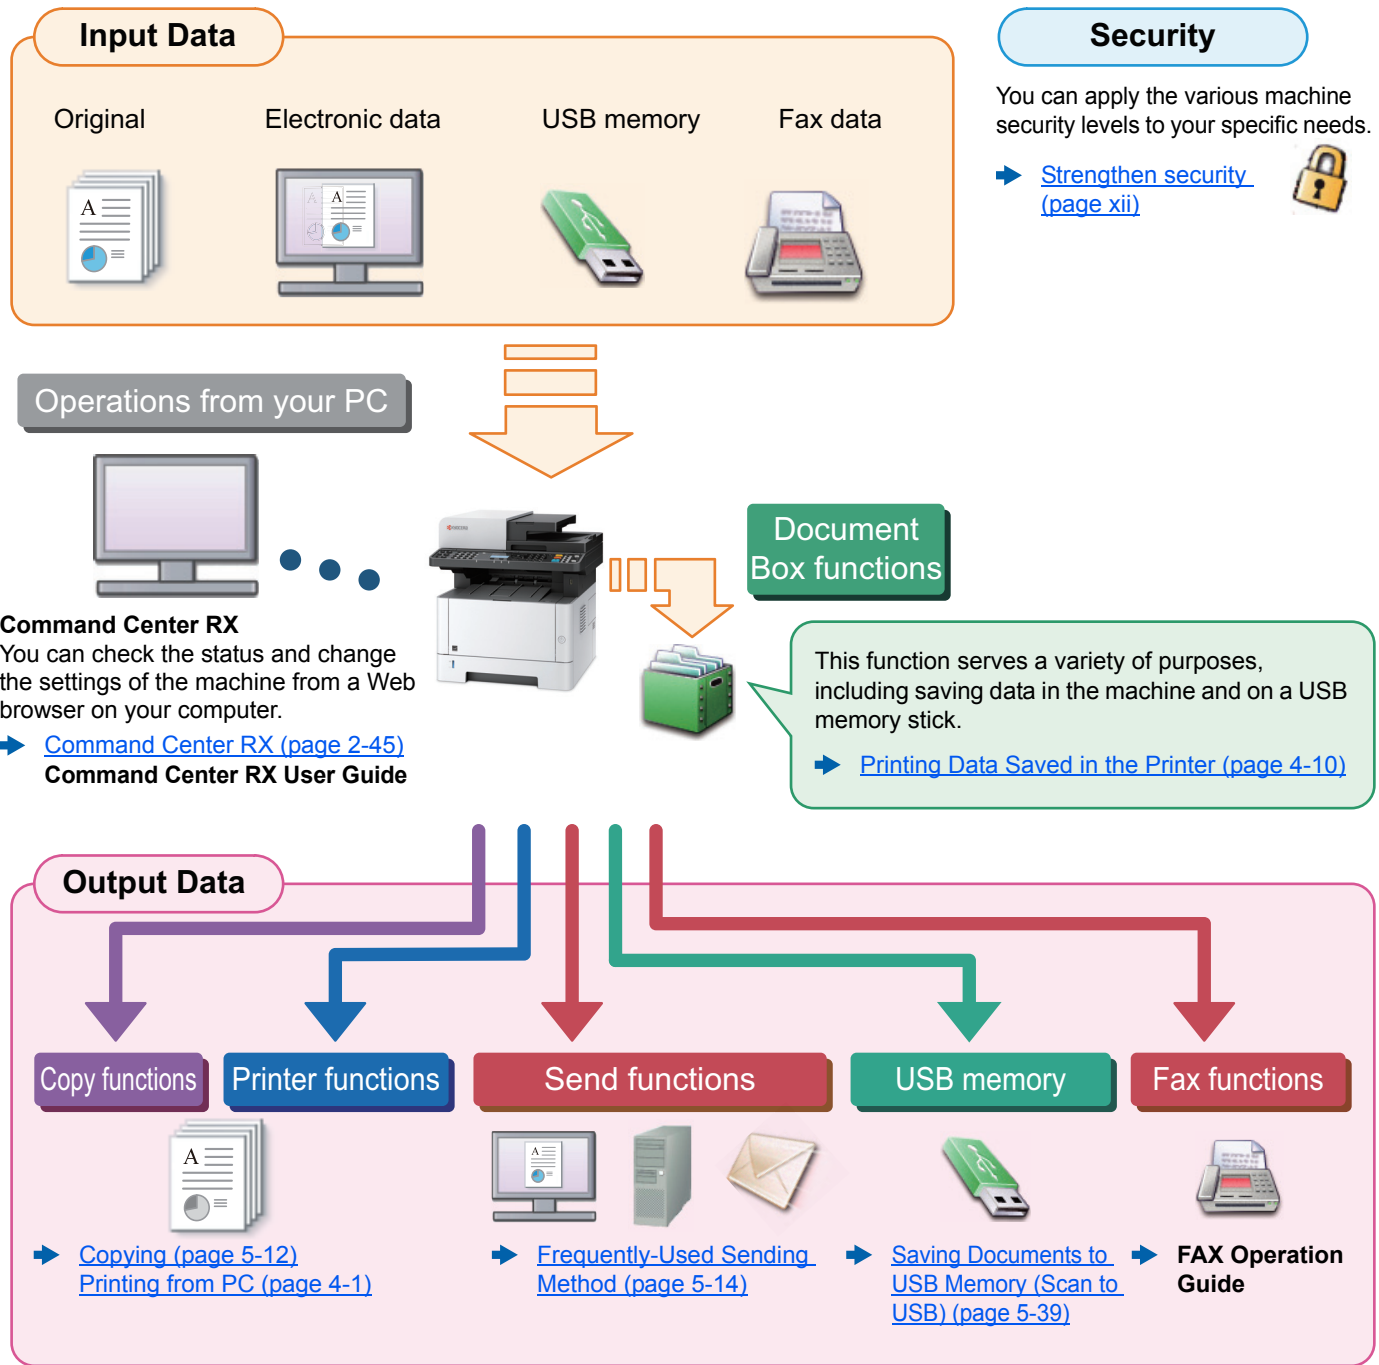 Input Data
Original
Electronic data
USB memory
Fax data
Security
You can apply the various machine
security levels to your specific needs.
Strengthen security
(page xii)
Operations from your PC
Command Center RX
You can check the status and change
the settings of the machine from a Web
browser on your computer.
Command Center RX (page 2-45)
Command Center RX User Guide
Document
Box functions
This function serves a variety of purposes,
including saving data in the machine and on a USB
memory stick.
Printing Data Saved in the Printer (page 4-10)
Output Data
Copy functions
Printer functions
Send functions
USB memory
Fax functions
Copying (page 5-12)
Printing from PC (page 4-1)
Frequently-Used Sending
Method (page 5-14)
Saving Documents to
USB Memory (Scan to
USB) (page 5-39)
FAX Operation
Guide